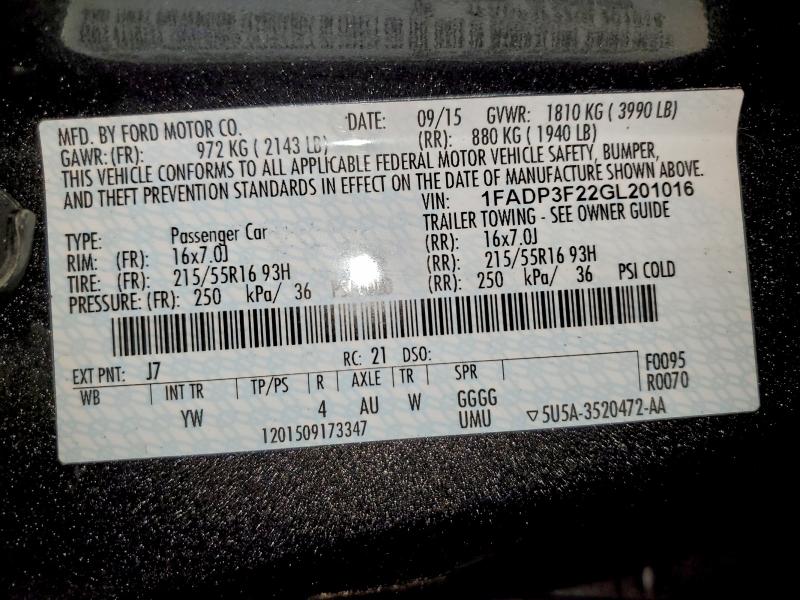 MFD. BY FORD MOTOR CO. DATE: 09/15 GVWR: 1810 KG ( 3990 LB)
GAWR: (FR): 972 KG ( 2143 LB) (RR): 880 KG ( 1940 LB)
THIS VEHICLE CONFORMS TO ALL APPLICABLE FEDERAL MOTOR VEHICLE SAFETY, BUMPER,
AND THEFT PREVENTION STANDARDS IN EFFECT ON THE DATE OF MANUFACTURE SHOWN ABOVE.
VIN: 1FADP3F22GL201016
TYPE: Passenger Car TRAILER TOWING - SEE OWNER GUIDE
RIM: (FR): 16x7.0J (RR): 16x7.0J
TIRE: (FR): 215/55R16 93H (RR): 215/55R16 93H
PRESSURE: (FR): 250 kPa/ 36 PSI COLD (RR): 250 kPa/ 36 PSI COLD
EXT PNT: J7 RC: 21 DSO:
WB INT TR TP/PS R AXLE TR SPR F0095
YW 4 AU W GGGG R0070
1201509173347 UMU ▽5U5A-3520472-AA